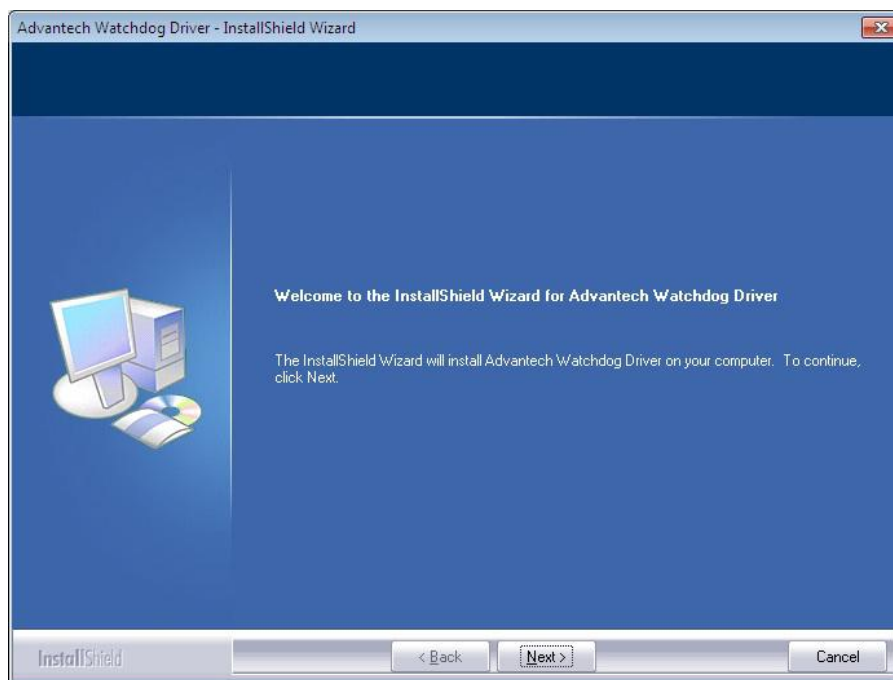 Advantech Watchdog Driver - InstallShield Wizard
Welcome to the InstallShield Wizard for Advantech Watchdog Driver
The InstallShield Wizard will install Advantech Watchdog Driver on your computer. To continue,
click Next.
InstallShield
< Back
Next >
Cancel